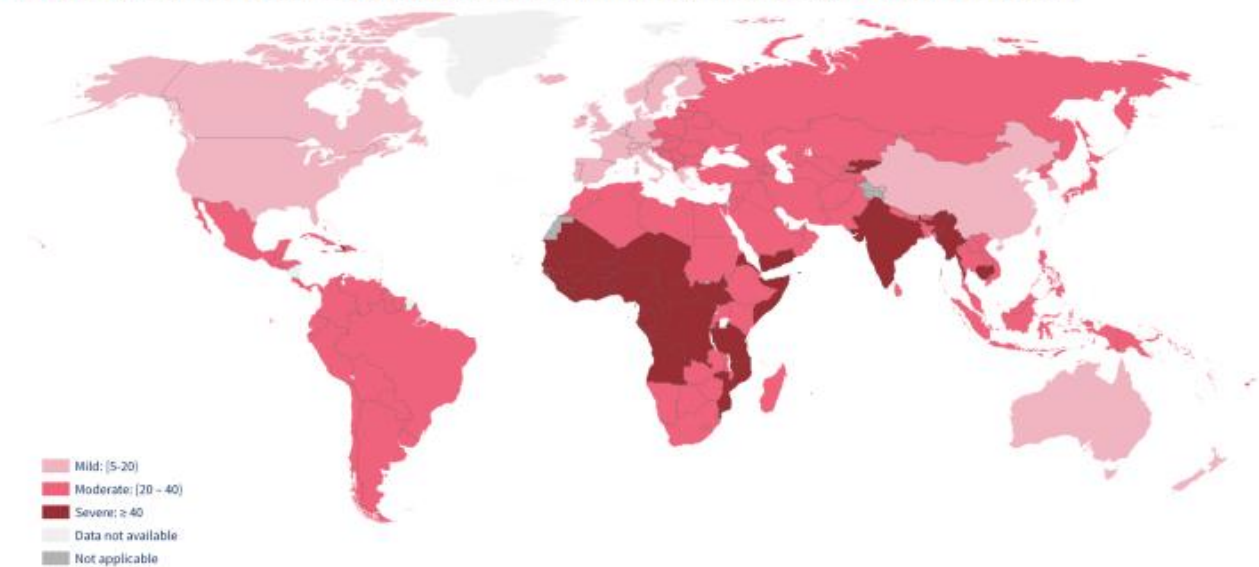 Mild: (5-20)
Moderate: (20 – 40)
Severe: ≥ 40
Data not available
Not applicable